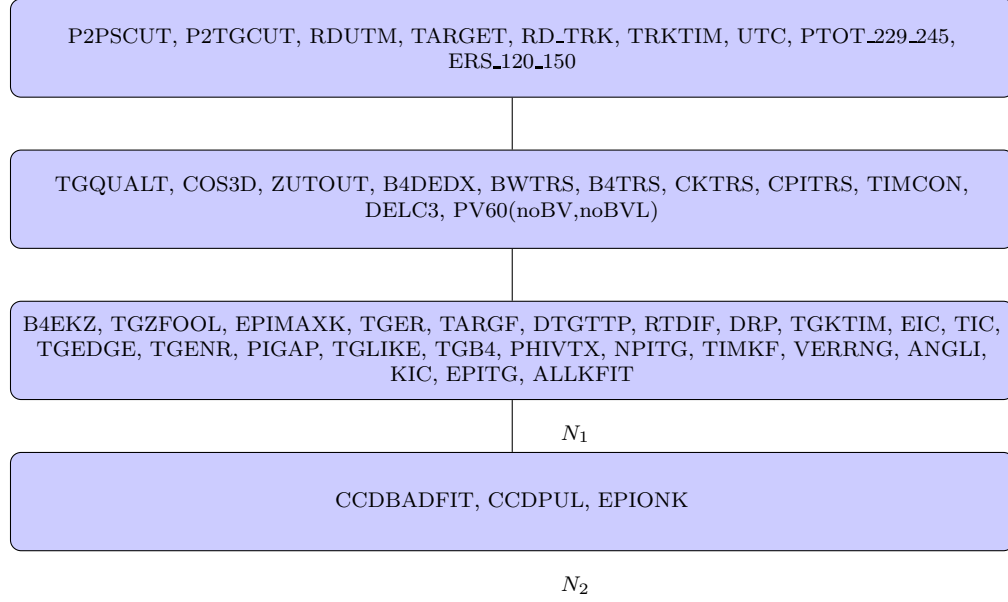 P2PSCUT, P2TGCUT, RDUTM, TARGET, RD_TRK, TRKTIM, UTC, PTOT_229_245,
ERS_120_150
TGQUALT, COS3D, ZUTOUT, B4DEDX, BWTRS, B4TRS, CKTRS, CPITRS, TIMCON,
DELC3, PV60(noBV,noBVL)
B4EKZ, TGZFOOL, EPIMAXK, TGER, TARGF, DTGTTP, RTDIF, DRP, TGKTIM, EIC, TIC,
TGEDGE, TGENR, PIGAP, TGLIKE, TGB4, PHIVTX, NPITG, TIMKF, VERRNG, ANGLI,
KIC, EPITG, ALLKFIT
N₁
CCDBADFIT, CCDPUL, EPIONK
N₂